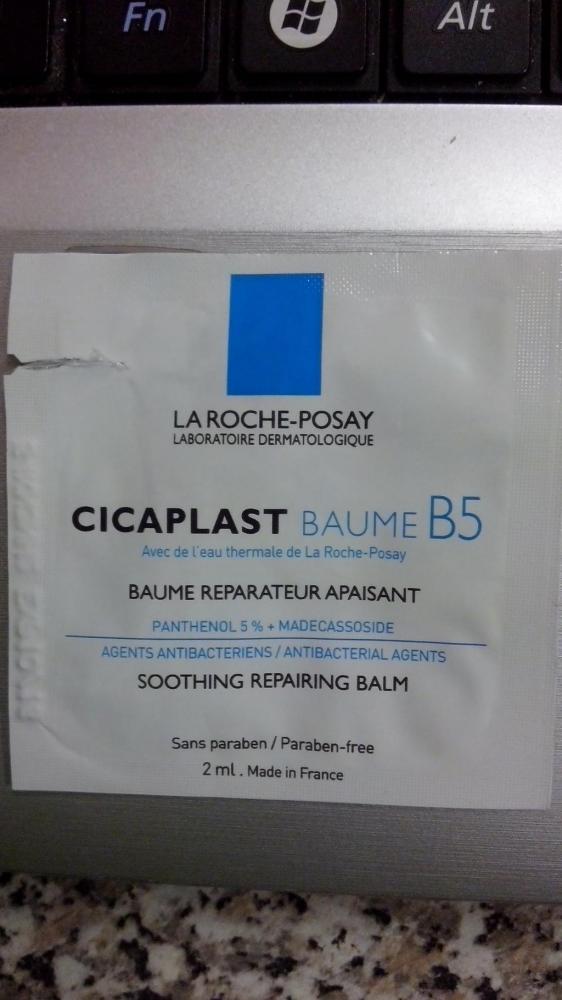 Fn
Alt
LA ROCHE-POSAY
LABORATOIRE DERMATOLOGIQUE
CICAPLAST BAUME B5
Avec de l'eau thermale de La Roche-Posay
BAUME REPARATEUR APAISANT
PANTHENOL 5 % + MADECASSOSIDE
AGENTS ANTIBACTERIENS / ANTIBACTERIAL AGENTS
SOOTHING REPAIRING BALM
Sans paraben / Paraben-free
2 ml . Made in France